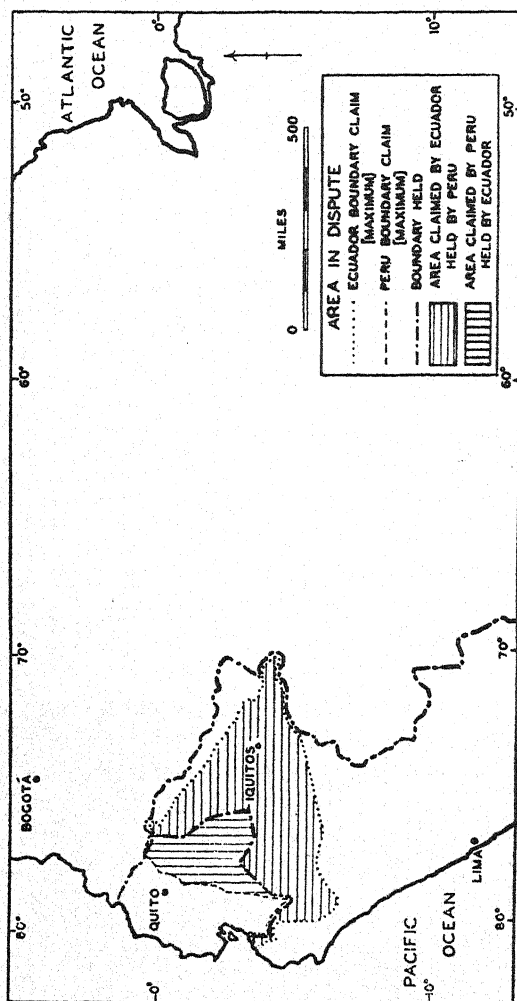 80°
70°
60°
50°
ATLANTIC
OCEAN
0°
0°
BOGOTÁ
QUITO
IQUITOS
LIMA
PACIFIC
OCEAN
10°
10°
80°
70°
60°
50°
MILES
0
500
AREA IN DISPUTE
ECUADOR BOUNDARY CLAIM
[MAXIMUM]
PERU BOUNDARY CLAIM
[MAXIMUM]
BOUNDARY HELD
AREA CLAIMED BY ECUADOR
HELD BY PERU
AREA CLAIMED BY PERU
HELD BY ECUADOR